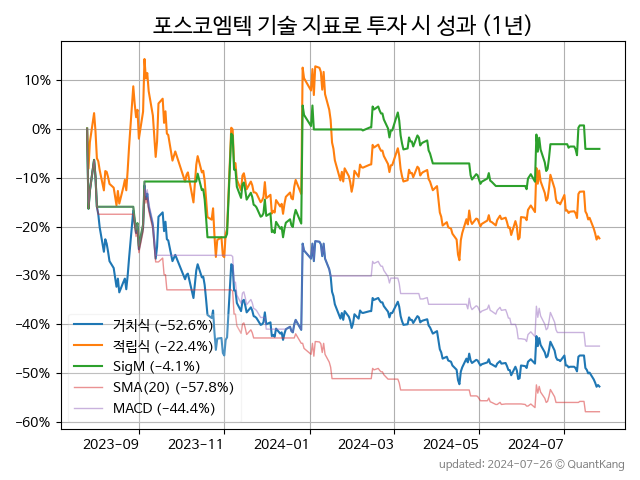 포스코엠텍 기술 지표로 투자 시 성과 (1년)
10%
0%
−10%
−20%
−30%
−40%
−50%
−60%
거치식 (−52.6%)
적립식 (−22.4%)
SigM (−4.1%)
SMA(20) (−57.8%)
MACD (−44.4%)
2023-09 2023-11 2024-01 2024-03 2024-05 2024-07
updated: 2024-07-26 © QuantKang